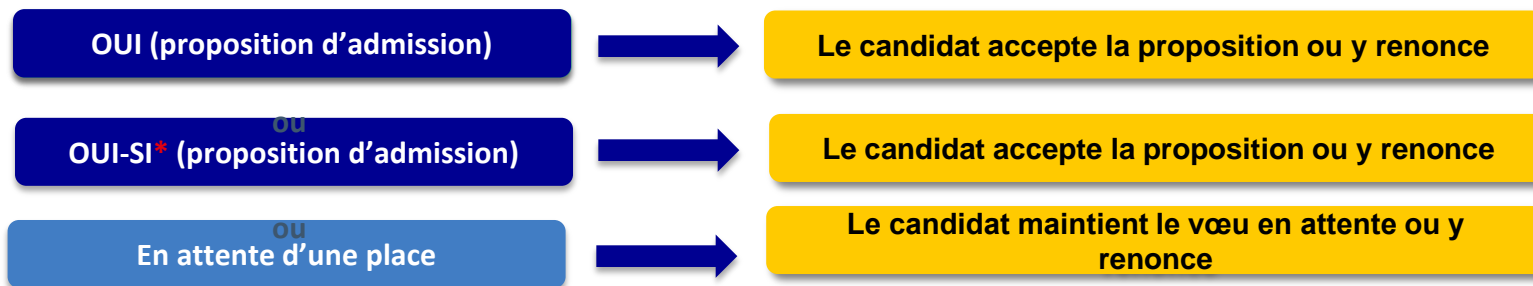 OUI (proposition d’admission)
Le candidat accepte la proposition ou y renonce
ou
OUI-SI* (proposition d’admission)
Le candidat accepte la proposition ou y renonce
ou
En attente d’une place
Le candidat maintient le vœu en attente ou y
renonce